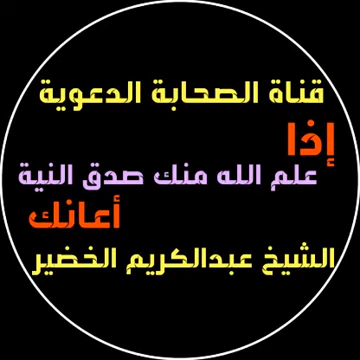 قناة الصحابة الدعوية
إذا
علم الله منك صدق النية
أعانك
الشيخ عبدالكريم الخضير